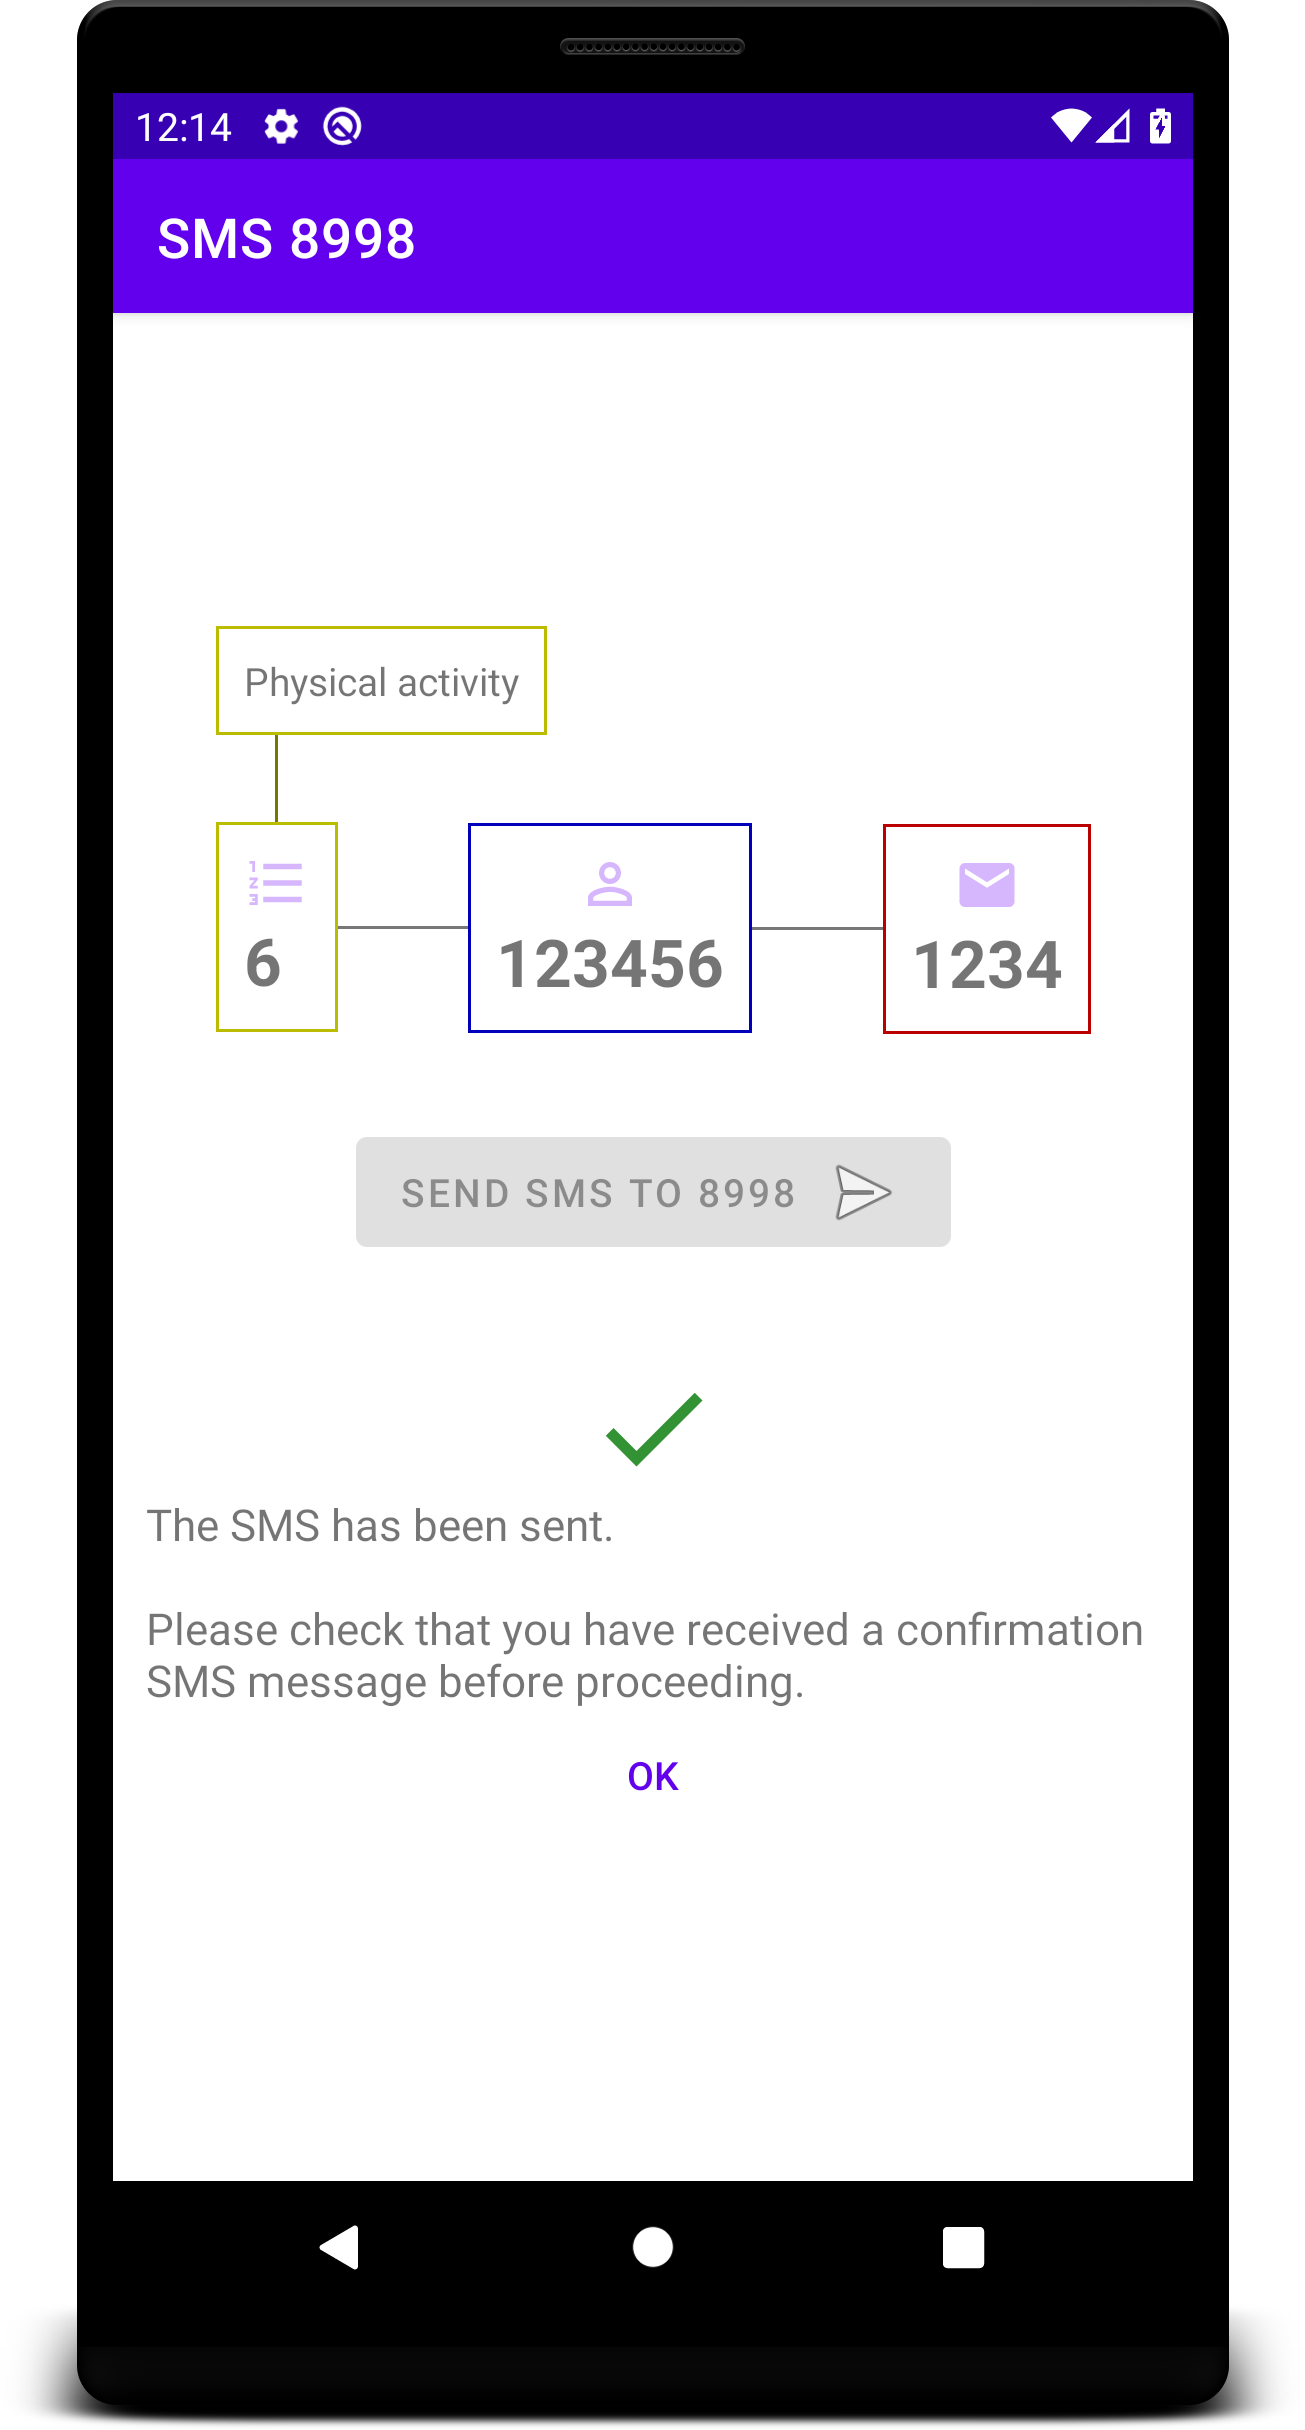 12:14
SMS 8998
Physical activity
6
123456
1234
SEND SMS TO 8998
The SMS has been sent.
Please check that you have received a confirmation
SMS message before proceeding.
OK